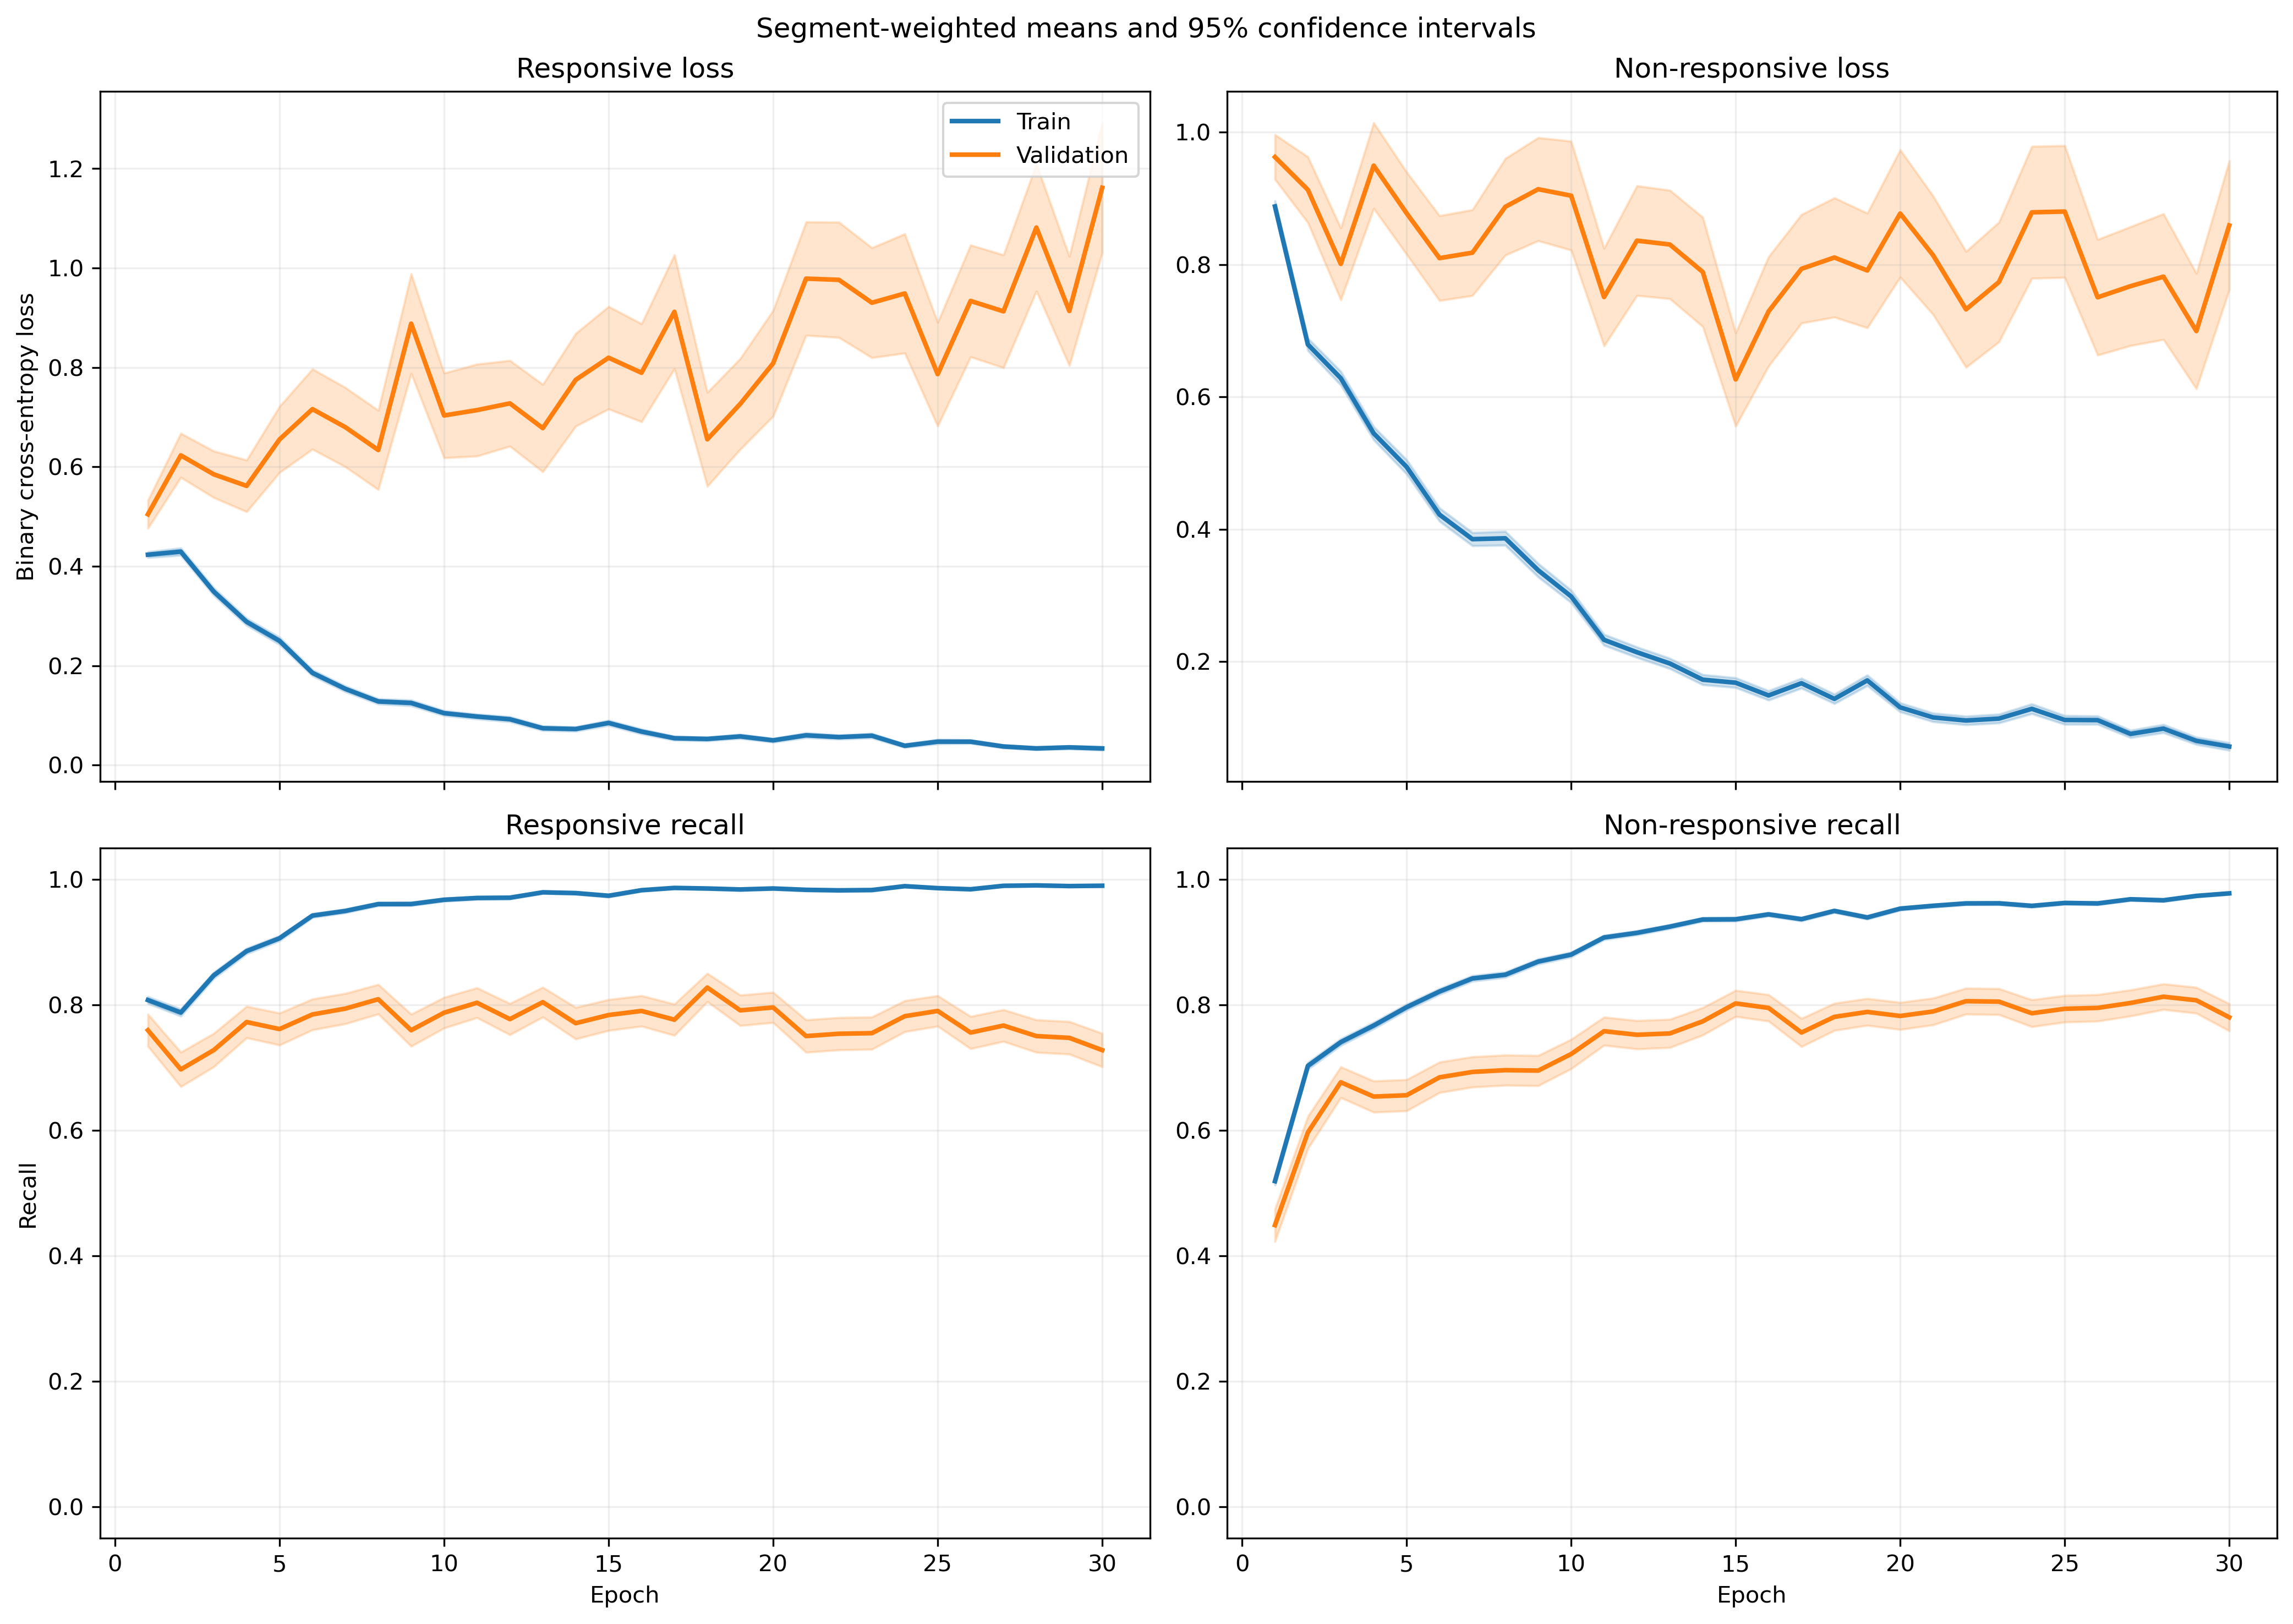 Segment-weighted means and 95% confidence intervals
Responsive loss
Non-responsive loss
Train
Validation
Binary cross-entropy loss
1.2
1.0
0.8
0.6
0.4
0.2
0.0
1.0
0.8
0.6
0.4
0.2
Responsive recall
Non-responsive recall
Recall
1.0
0.8
0.6
0.4
0.2
0.0
0 5 10 15 20 25 30
Epoch
1.0
0.8
0.6
0.4
0.2
0.0
0 5 10 15 20 25 30
Epoch